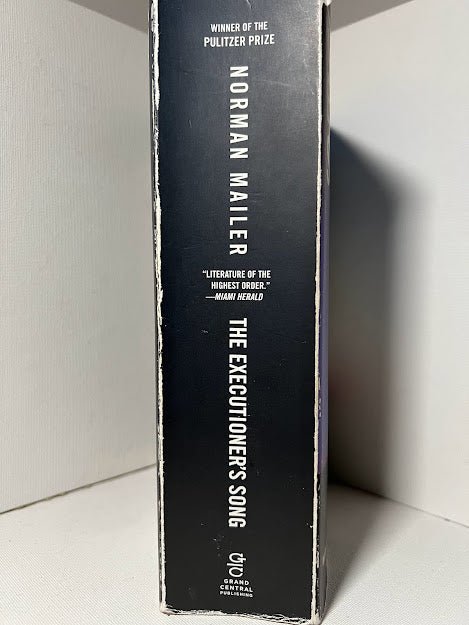 WINNER OF THE
PULITZER PRIZE
NORMAN MAILER
“LITERATURE OF THE
HIGHEST ORDER.”
—MIAMI HERALD
THE EXECUTIONER'S SONG
GRAND
CENTRAL
PUBLISHING